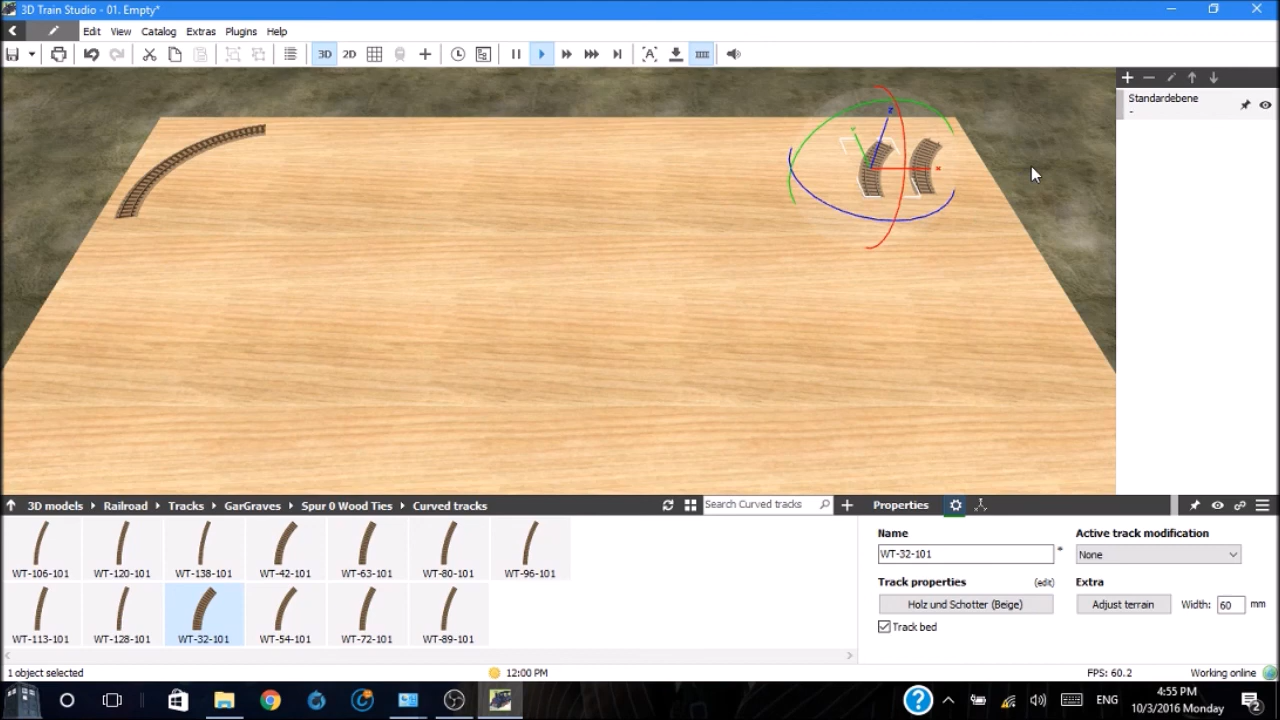 3D Train Studio - 01. Empty*
Edit View Catalog Extras Plugins Help
3D 2D
Standardebene
-
z
y
x
3D models Railroad Tracks GarGraves Spur 0 Wood Ties Curved tracks
Search Curved tracks
WT-106-101 WT-120-101 WT-138-101 WT-42-101 WT-63-101 WT-80-101 WT-96-101
WT-113-101 WT-128-101 WT-32-101 WT-54-101 WT-72-101 WT-89-101
Properties
Name
WT-32-101 *
Active track modification
None
Track properties (edit)
Holz und Schotter (Beige)
Track bed
Extra
Adjust terrain Width: 60 mm
1 object selected 12:00 PM FPS: 60.2 Working online
ENG
4:55 PM
10/3/2016 Monday
2